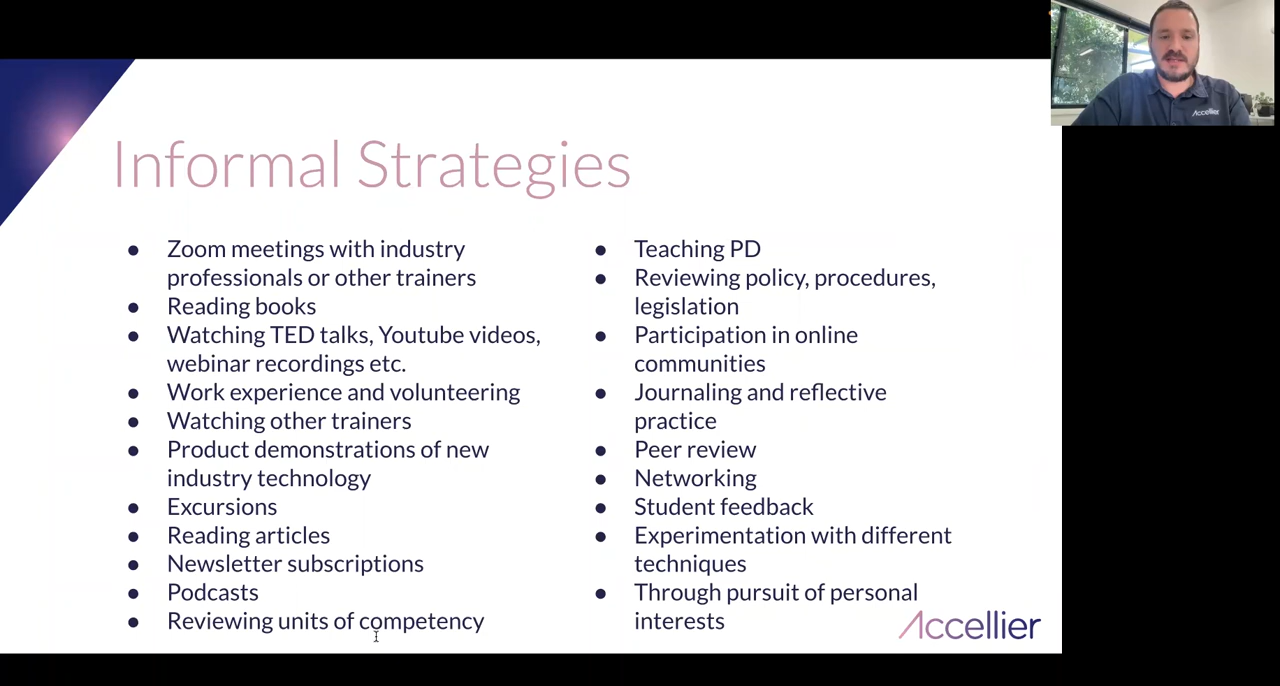 Informal Strategies
● Zoom meetings with industry
professionals or other trainers
● Reading books
● Watching TED talks, Youtube videos,
webinar recordings etc.
● Work experience and volunteering
● Watching other trainers
● Product demonstrations of new
industry technology
● Excursions
● Reading articles
● Newsletter subscriptions
● Podcasts
● Reviewing units of competency
● Teaching PD
● Reviewing policy, procedures,
legislation
● Participation in online
communities
● Journaling and reflective
practice
● Peer review
● Networking
● Student feedback
● Experimentation with different
techniques
● Through pursuit of personal
interests
Accellier
Accellier